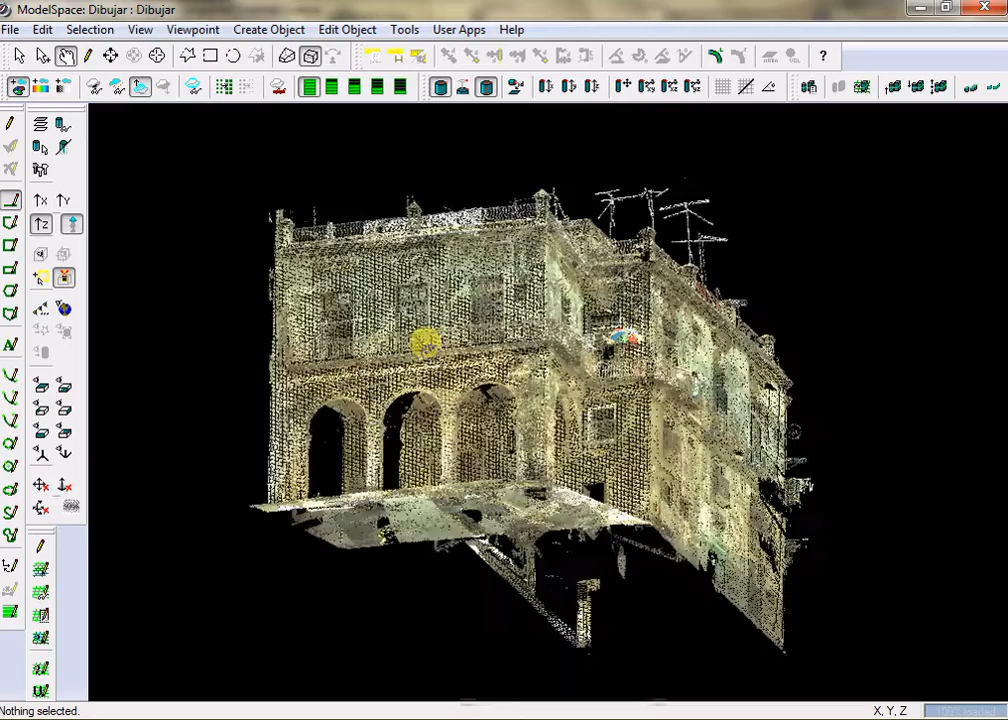 ModelSpace: Dibujar : Dibujar
File Edit Selection View Viewpoint Create Object Edit Object Tools User Apps Help
Nothing selected. X, Y, Z